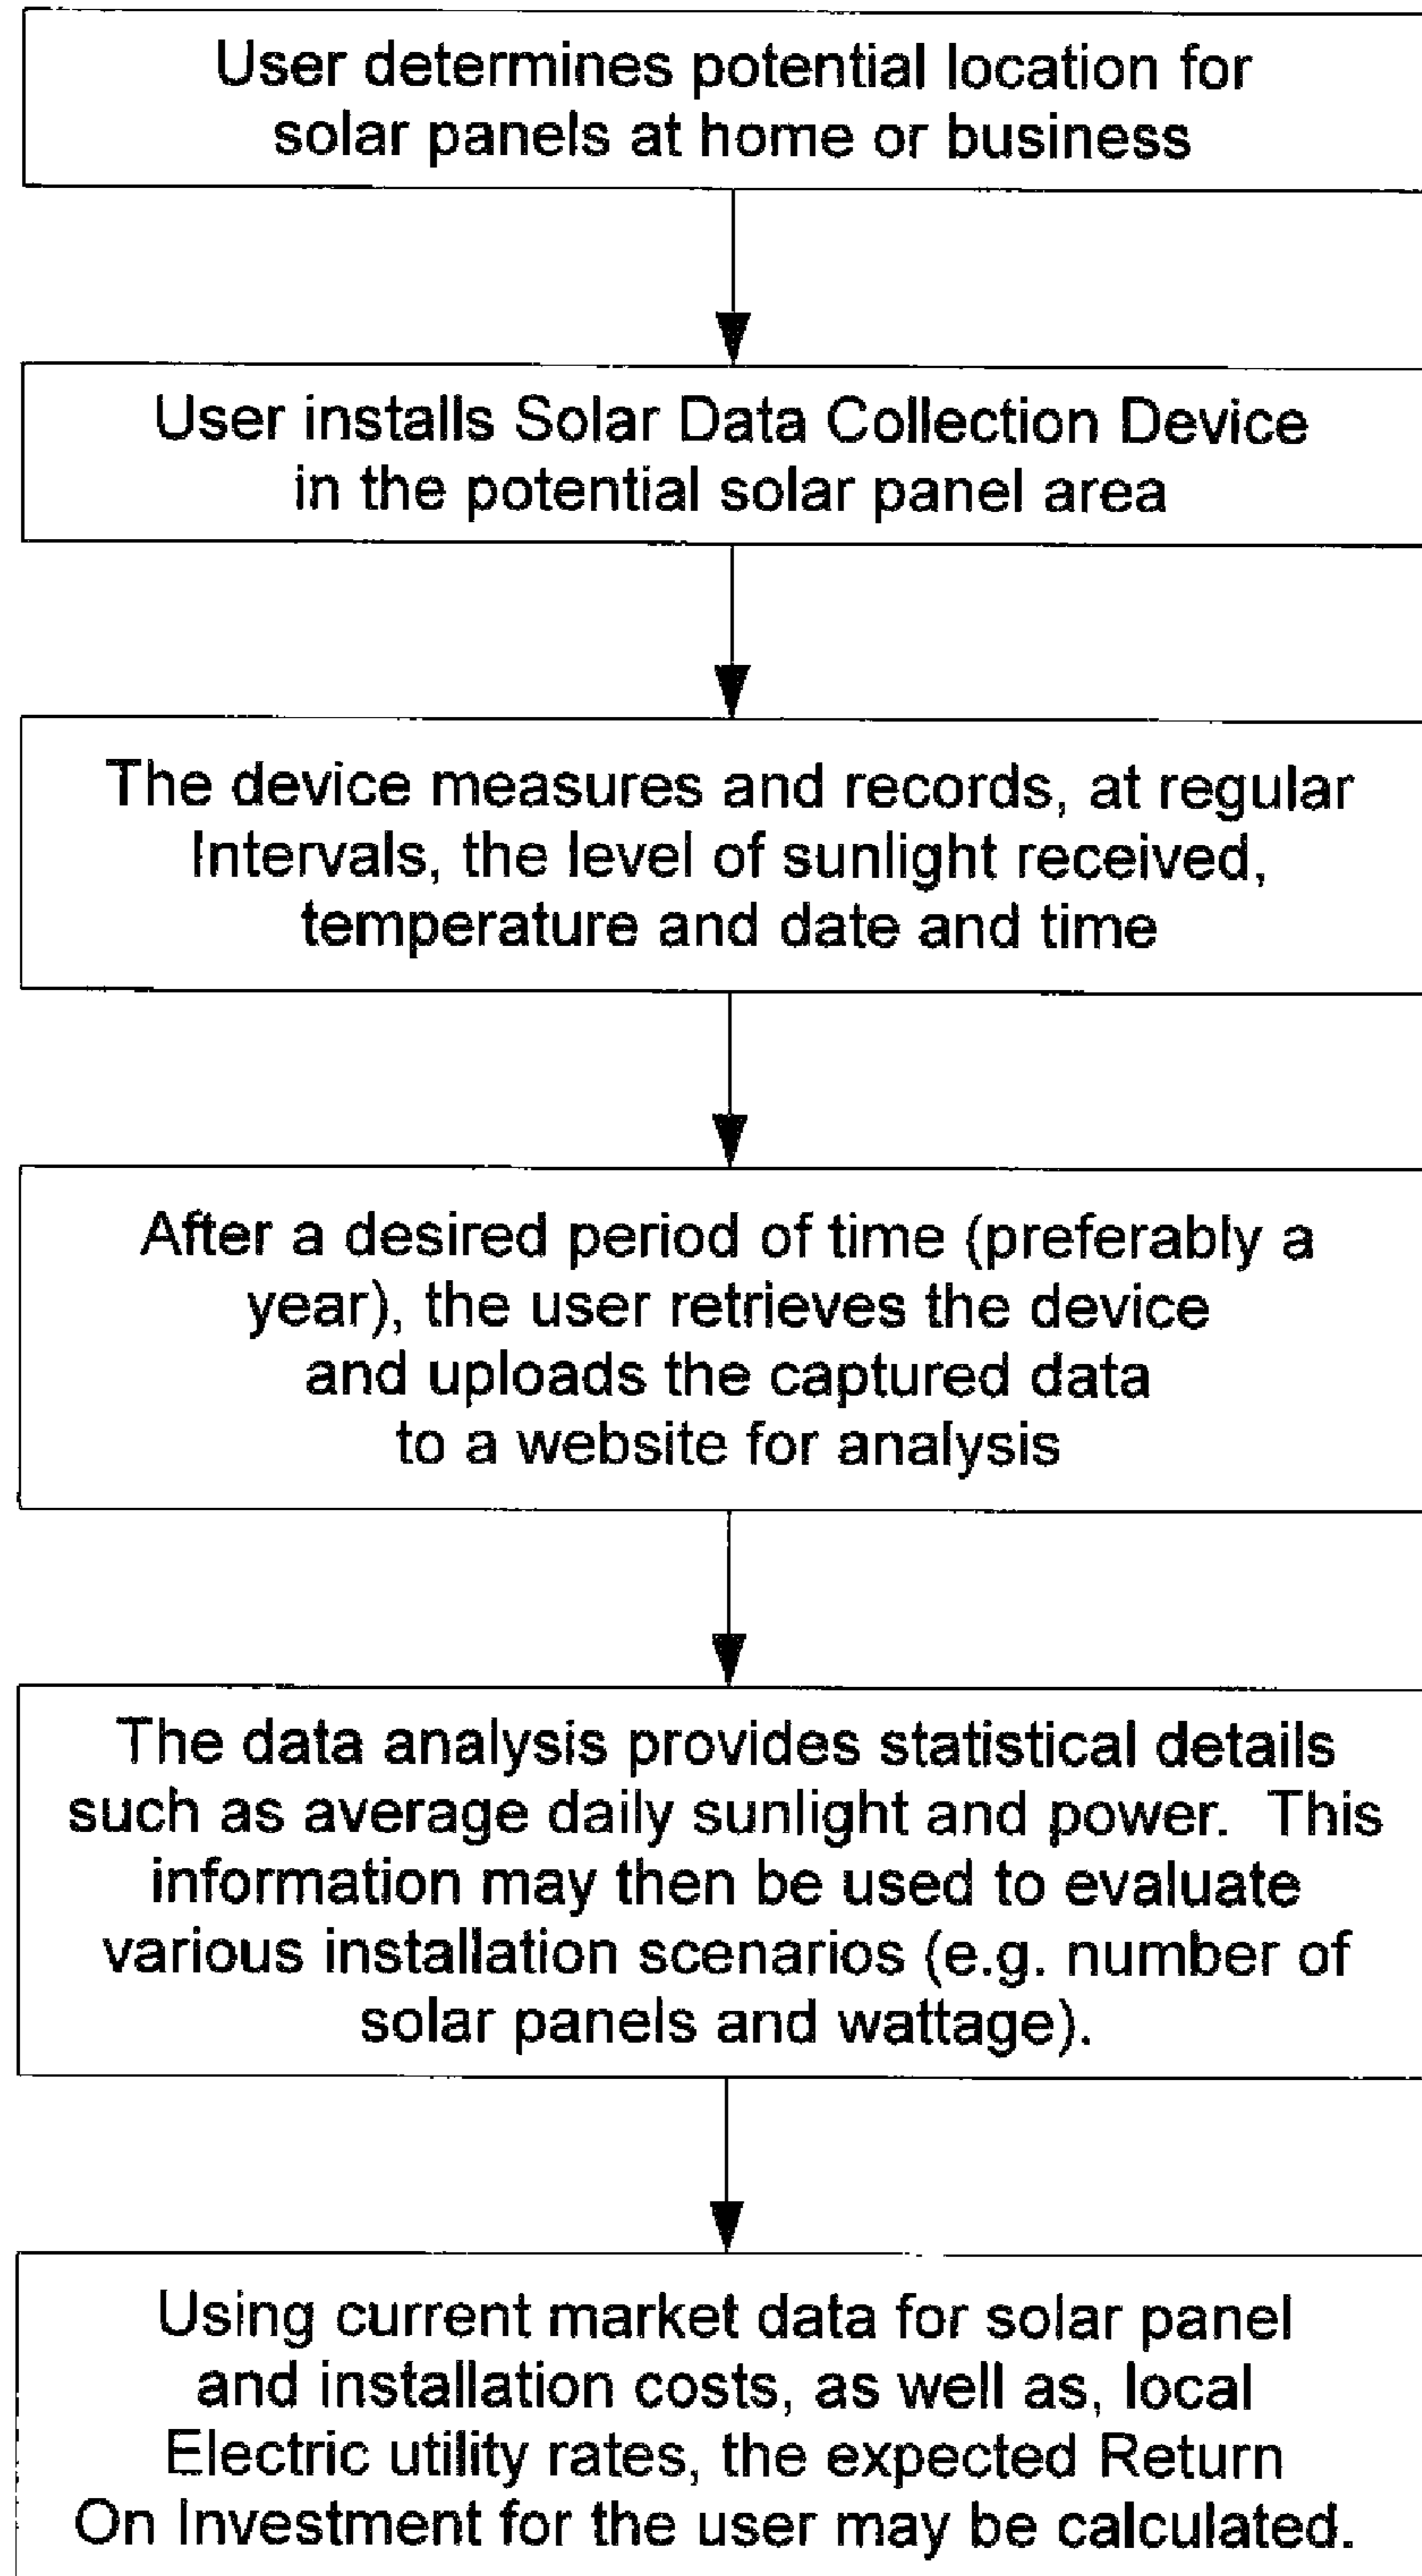 User determines potential location for
solar panels at home or business
User installs Solar Data Collection Device
in the potential solar panel area
The device measures and records, at regular
Intervals, the level of sunlight received,
temperature and date and time
After a desired period of time (preferably a
year), the user retrieves the device
and uploads the captured data
to a website for analysis
The data analysis provides statistical details
such as average daily sunlight and power.  This
information may then be used to evaluate
various installation scenarios (e.g. number of
solar panels and wattage).
Using current market data for solar panel
and installation costs, as well as, local
Electric utility rates, the expected Return
On Investment for the user may be calculated.